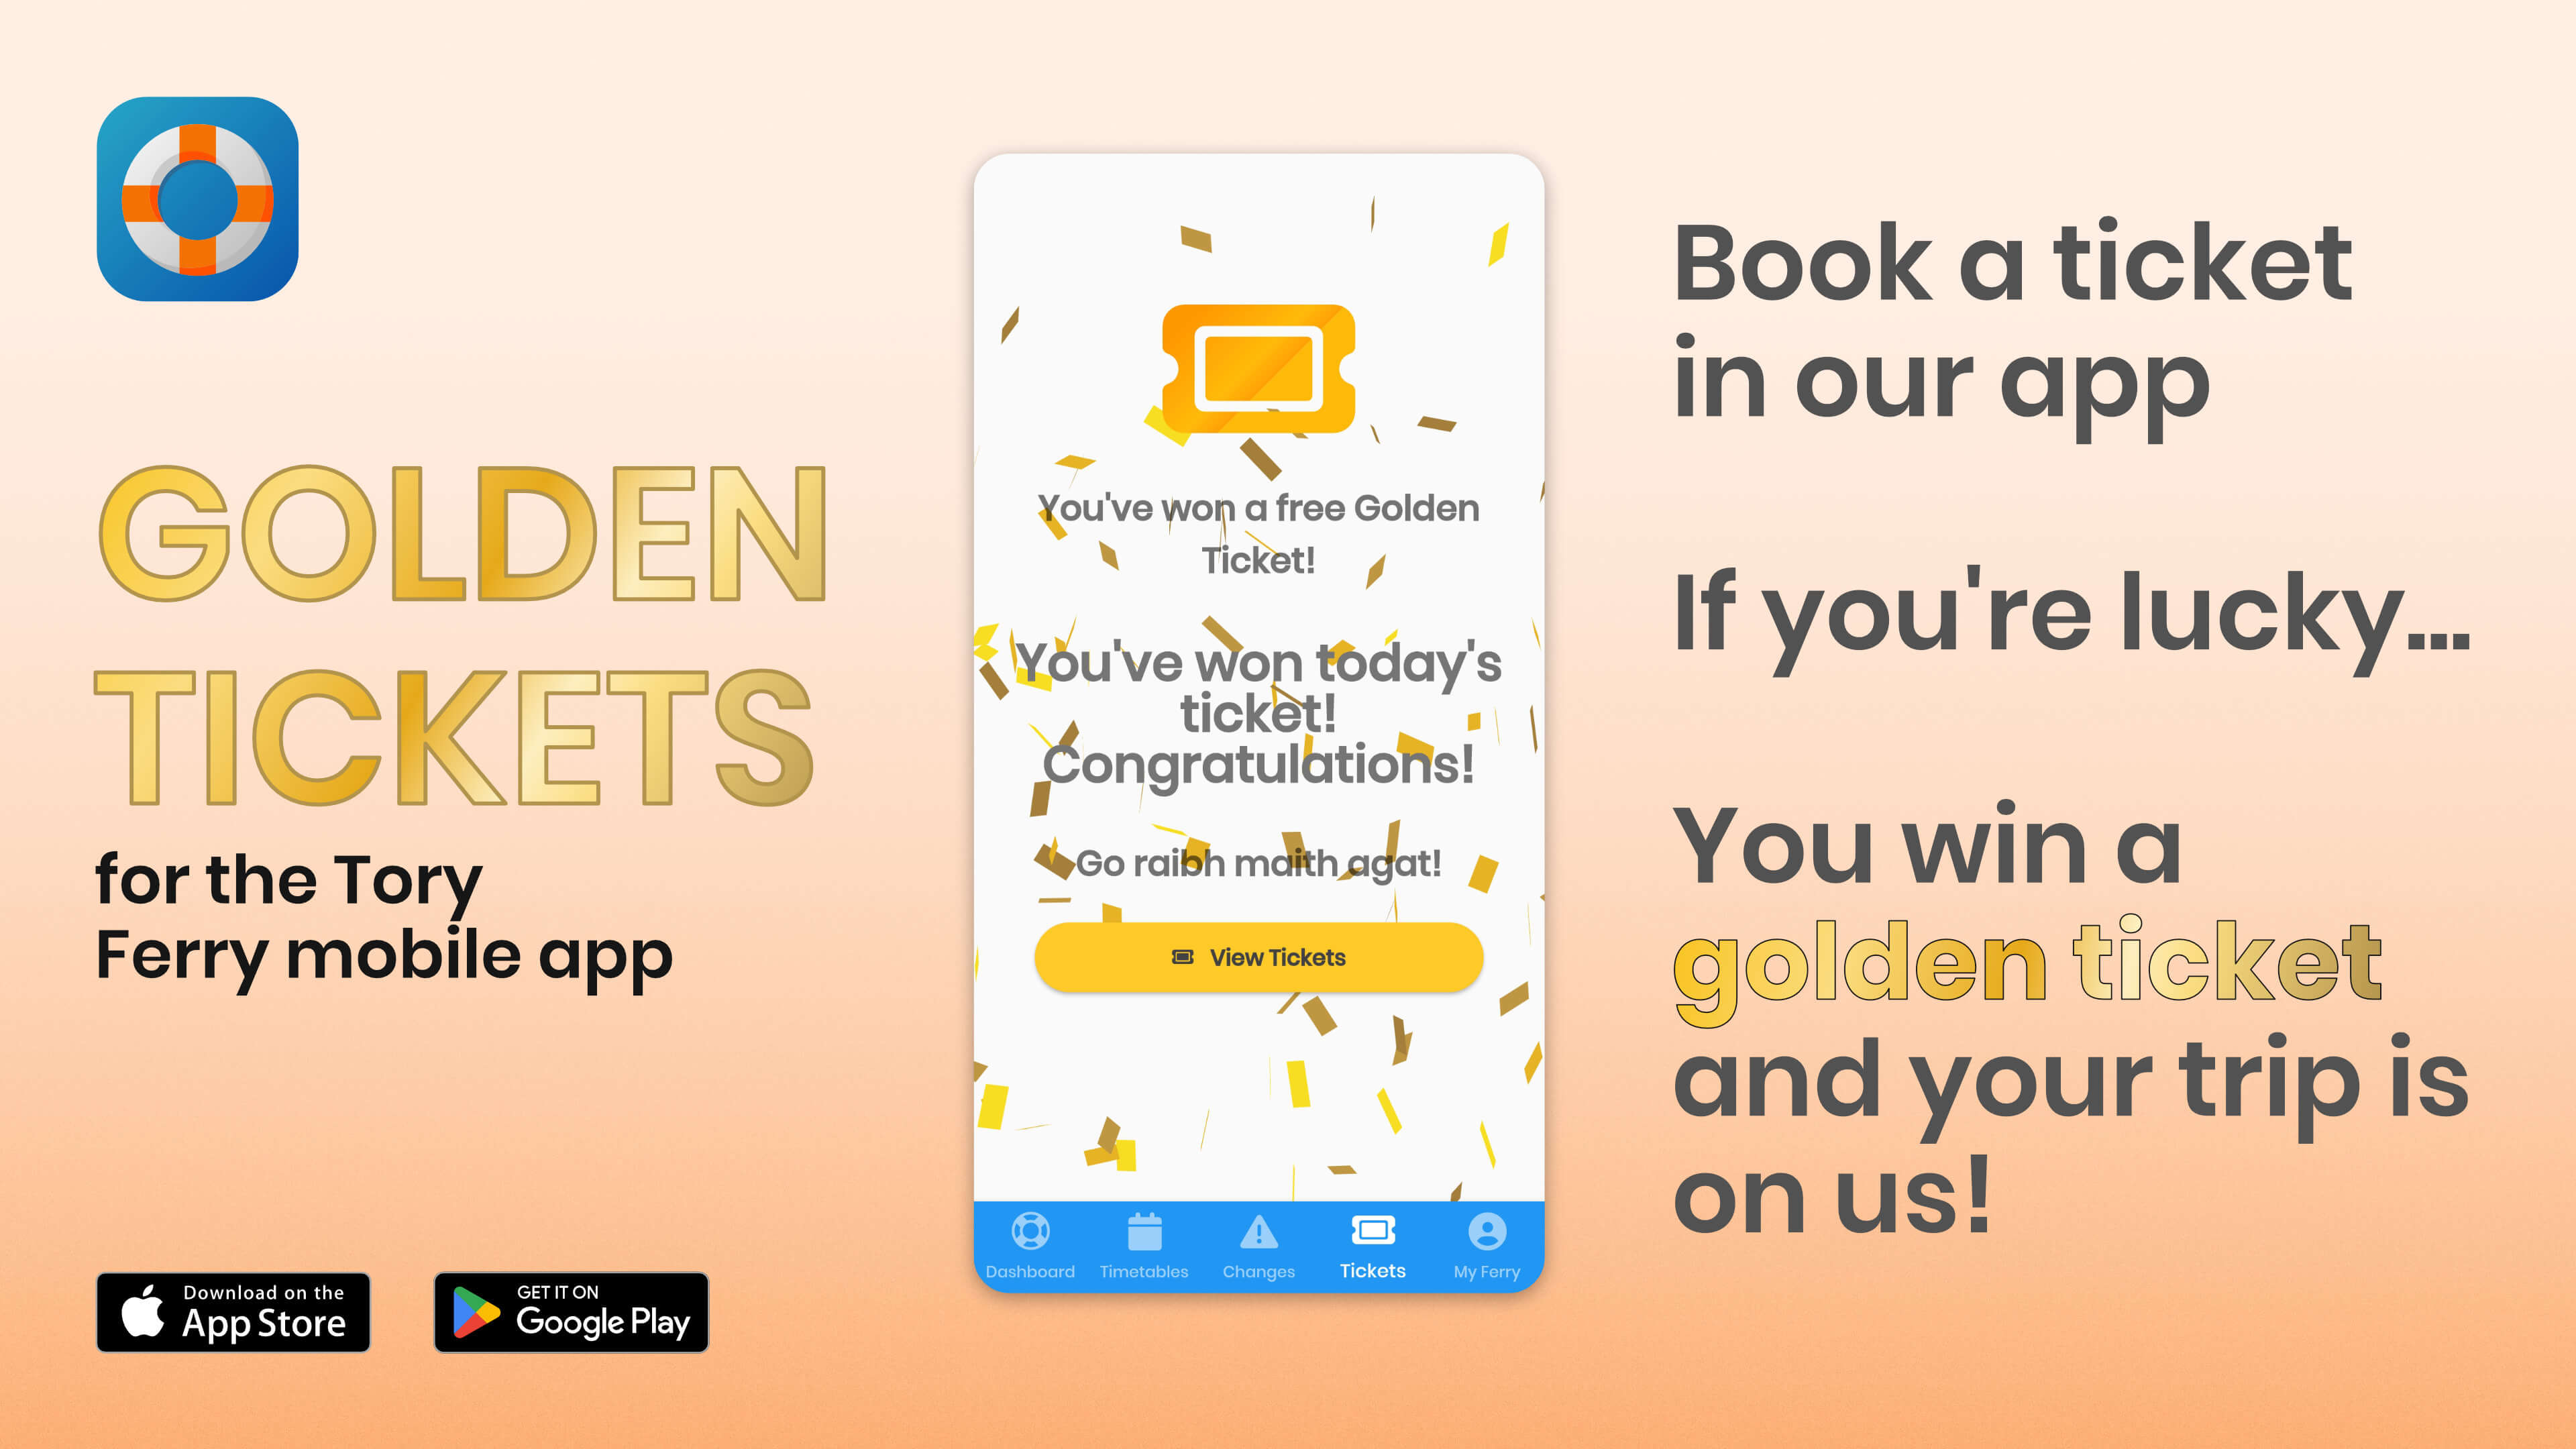 GOLDEN
TICKETS
for the Tory
Ferry mobile app
Download on the
App Store
GET IT ON
Google Play
You've won a free Golden
Ticket!
You've won today's
ticket!
Congratulations!
Go raibh maith agat!
View Tickets
Dashboard
Timetables
Changes
Tickets
My Ferry
Book a ticket
in our app
If you're lucky...
You win a
golden ticket
and your trip is
on us!